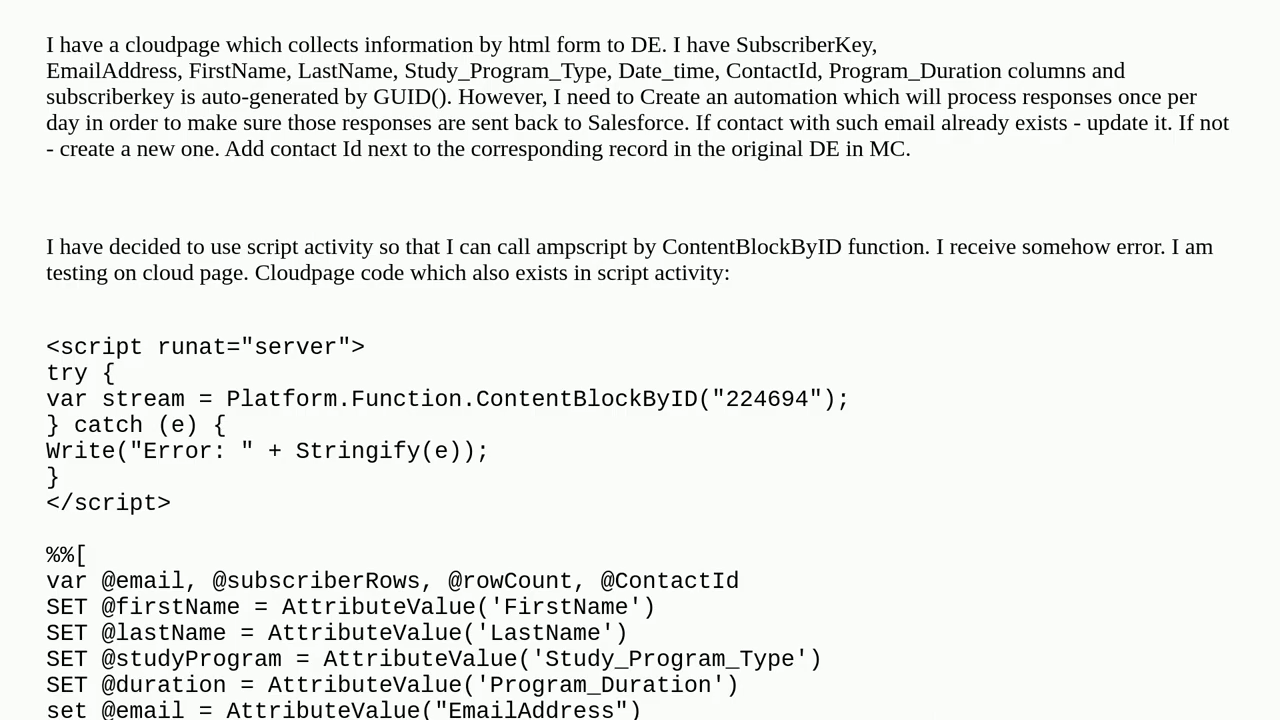 I have a cloudpage which collects information by html form to DE. I have SubscriberKey,
EmailAddress, FirstName, LastName, Study_Program_Type, Date_time, ContactId, Program_Duration columns and
subscriberkey is auto-generated by GUID(). However, I need to Create an automation which will process responses once per
day in order to make sure those responses are sent back to Salesforce. If contact with such email already exists - update it. If not
- create a new one. Add contact Id next to the corresponding record in the original DE in MC.
I have decided to use script activity so that I can call ampscript by ContentBlockByID function. I receive somehow error. I am
testing on cloud page. Cloudpage code which also exists in script activity:
<script runat="server">
try {
var stream = Platform.Function.ContentBlockByID("224694");
} catch (e) {
Write("Error: " + Stringify(e));
}
</script>
%%[
var @email, @subscriberRows, @rowCount, @ContactId
SET @firstName = AttributeValue('FirstName')
SET @lastName = AttributeValue('LastName')
SET @studyProgram = AttributeValue('Study_Program_Type')
SET @duration = AttributeValue('Program_Duration')
set @email = AttributeValue("EmailAddress")